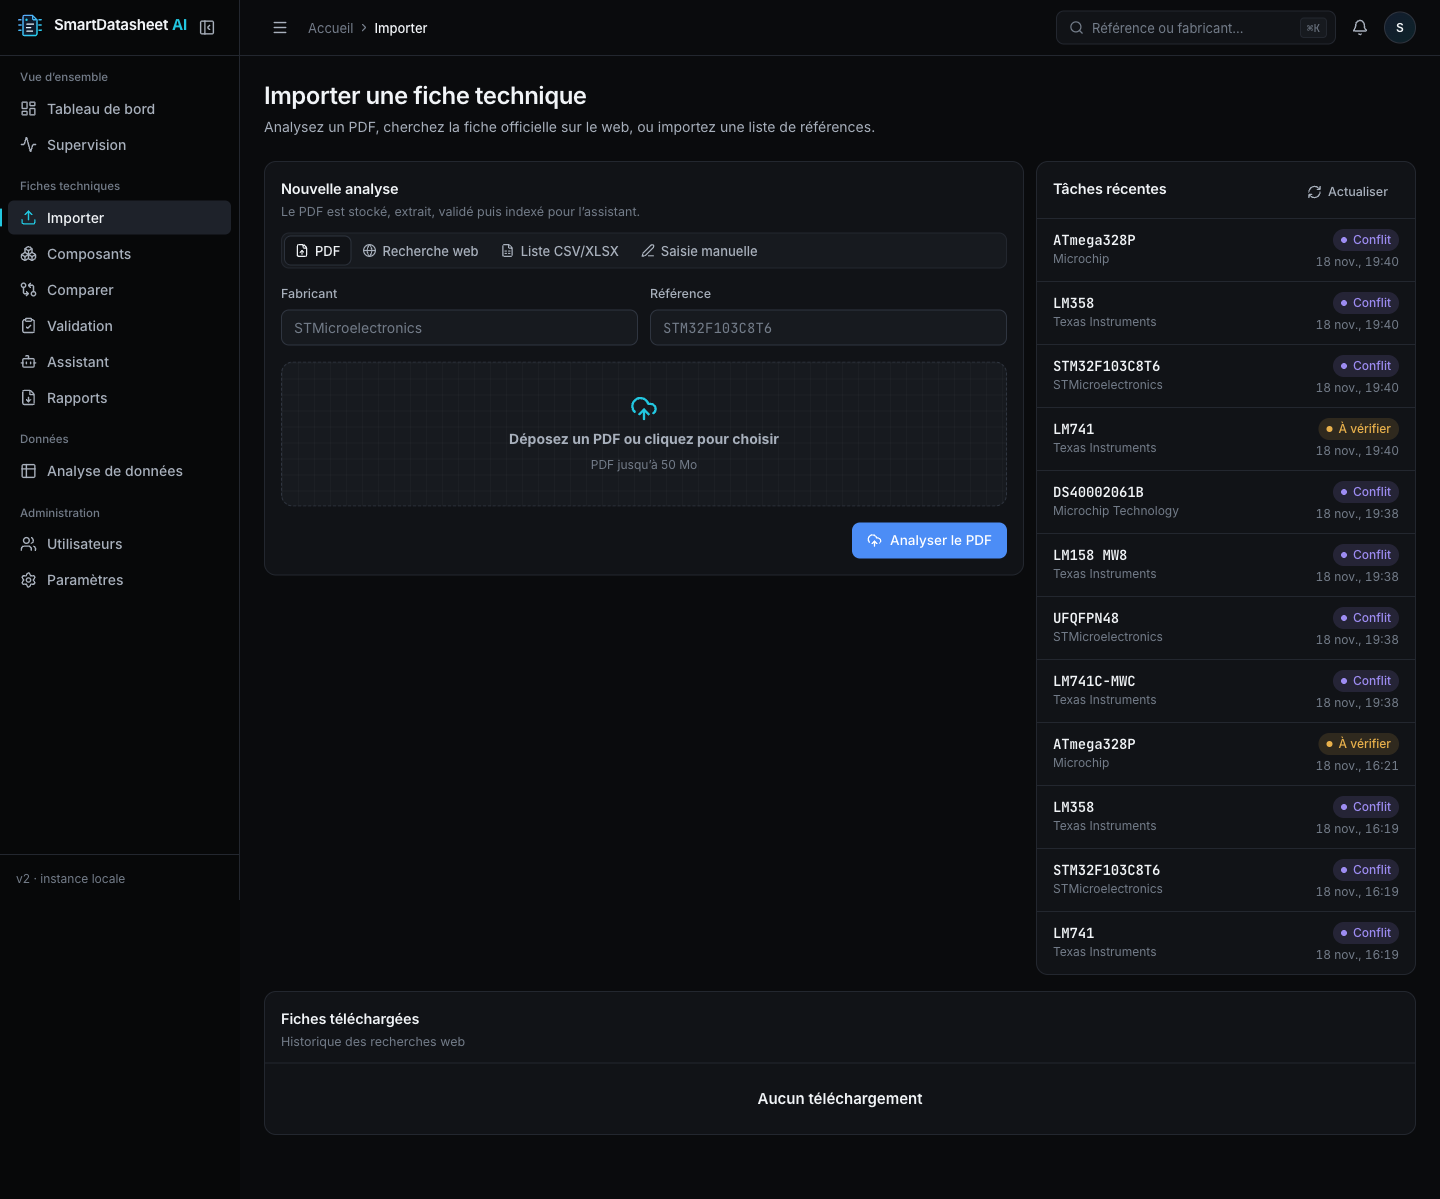 SmartDatasheet AI
Vue d'ensemble
Tableau de bord
Supervision
Fiches techniques
Importer
Composants
Comparer
Validation
Assistant
Rapports
Données
Analyse de données
Administration
Utilisateurs
Paramètres
v2 · instance locale
Accueil > Importer
Référence ou fabricant...
⌘K
S
Importer une fiche technique
Analysez un PDF, cherchez la fiche officielle sur le web, ou importez une liste de références.
Nouvelle analyse
Le PDF est stocké, extrait, validé puis indexé pour l'assistant.
PDF Recherche web Liste CSV/XLSX Saisie manuelle
Fabricant Référence
STMicroelectronics STM32F103C8T6
Déposez un PDF ou cliquez pour choisir
PDF jusqu'à 50 Mo
Analyser le PDF
Tâches récentes Actualiser
ATmega328P Conflit
Microchip 18 nov., 19:40
LM358 Conflit
Texas Instruments 18 nov., 19:40
STM32F103C8T6 Conflit
STMicroelectronics 18 nov., 19:40
LM741 À vérifier
Texas Instruments 18 nov., 19:40
DS40002061B Conflit
Microchip Technology 18 nov., 19:38
LM158 MW8 Conflit
Texas Instruments 18 nov., 19:38
UFQFPN48 Conflit
STMicroelectronics 18 nov., 19:38
LM741C-MWC Conflit
Texas Instruments 18 nov., 19:38
ATmega328P À vérifier
Microchip 18 nov., 16:21
LM358 Conflit
Texas Instruments 18 nov., 16:19
STM32F103C8T6 Conflit
STMicroelectronics 18 nov., 16:19
LM741 Conflit
Texas Instruments 18 nov., 16:19
Fiches téléchargées
Historique des recherches web
Aucun téléchargement